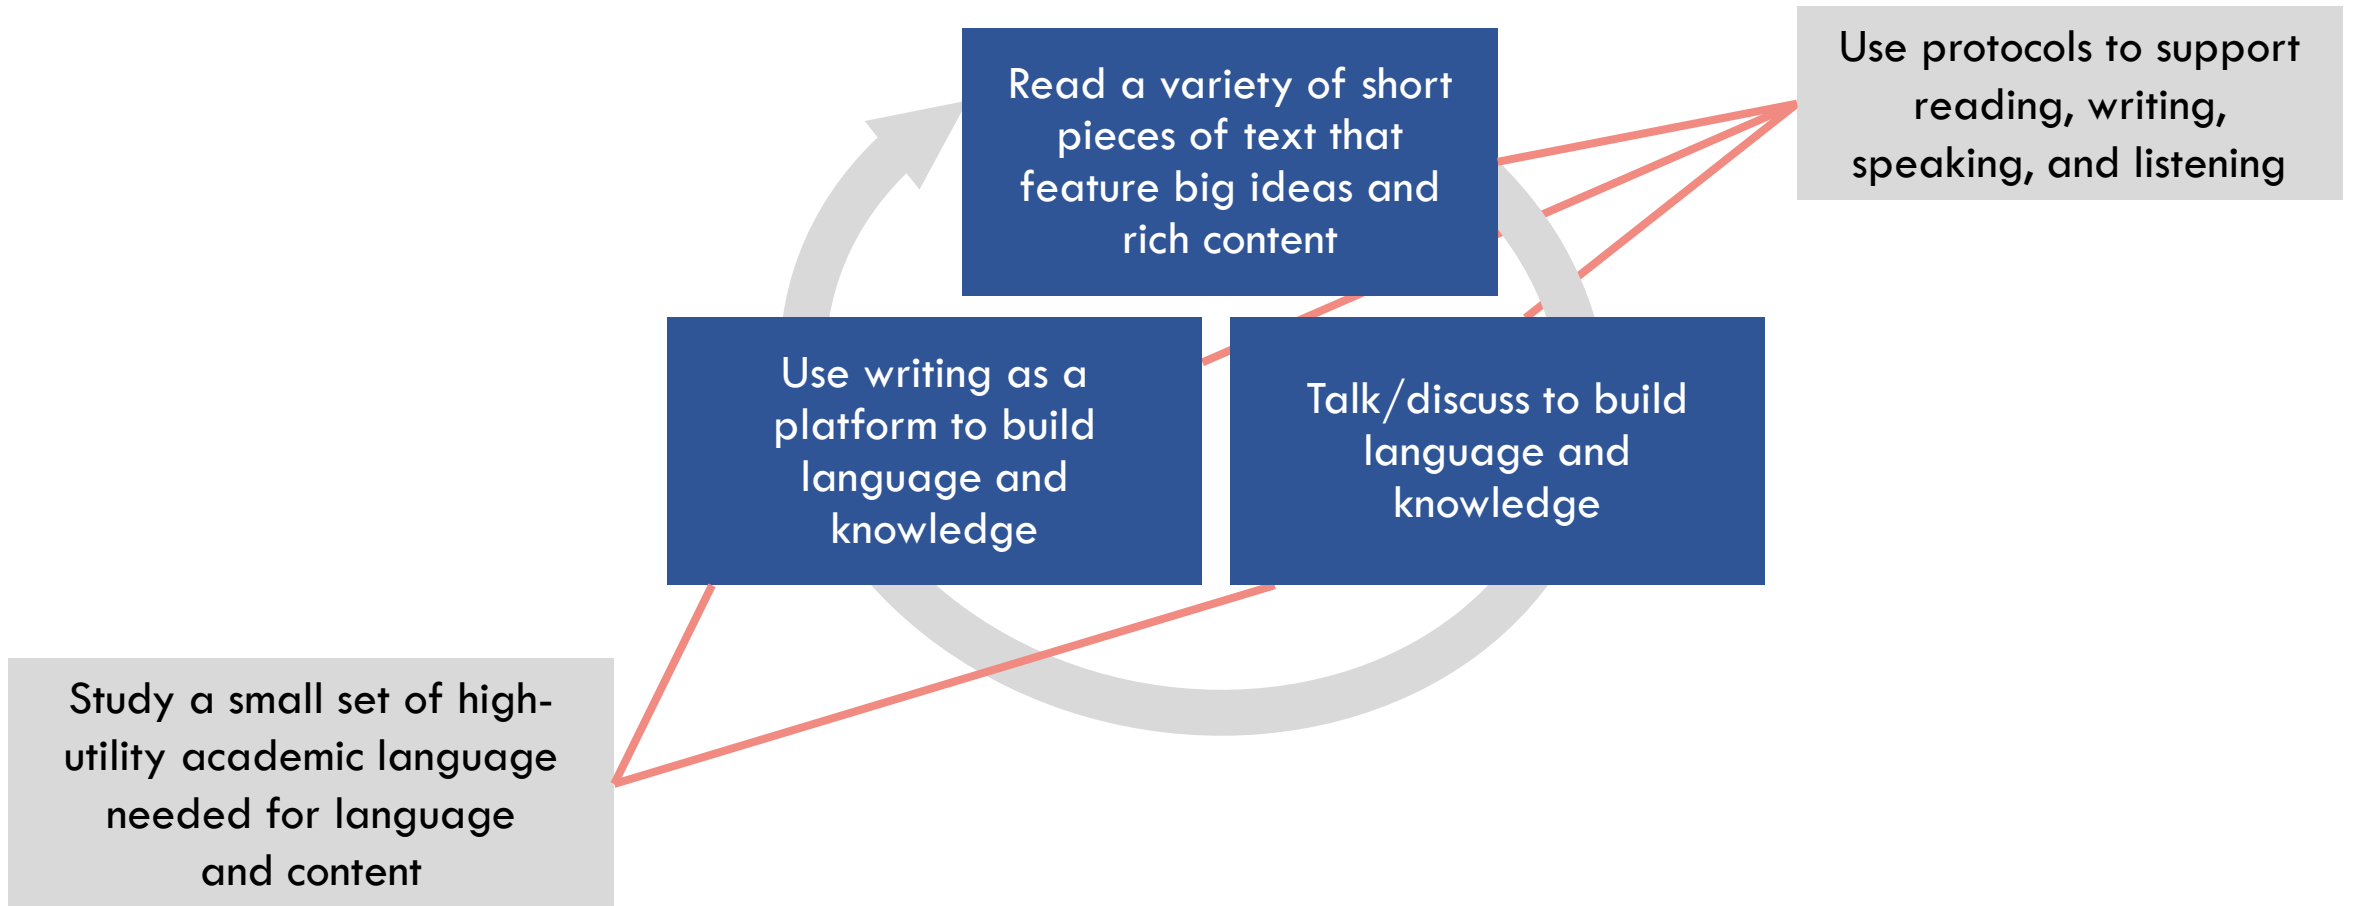 Read a variety of short
pieces of text that
feature big ideas and
rich content
Use protocols to support
reading, writing,
speaking, and listening
Use writing as a
platform to build
language and
knowledge
Talk/discuss to build
language and
knowledge
Study a small set of high-
utility academic language
needed for language
and content